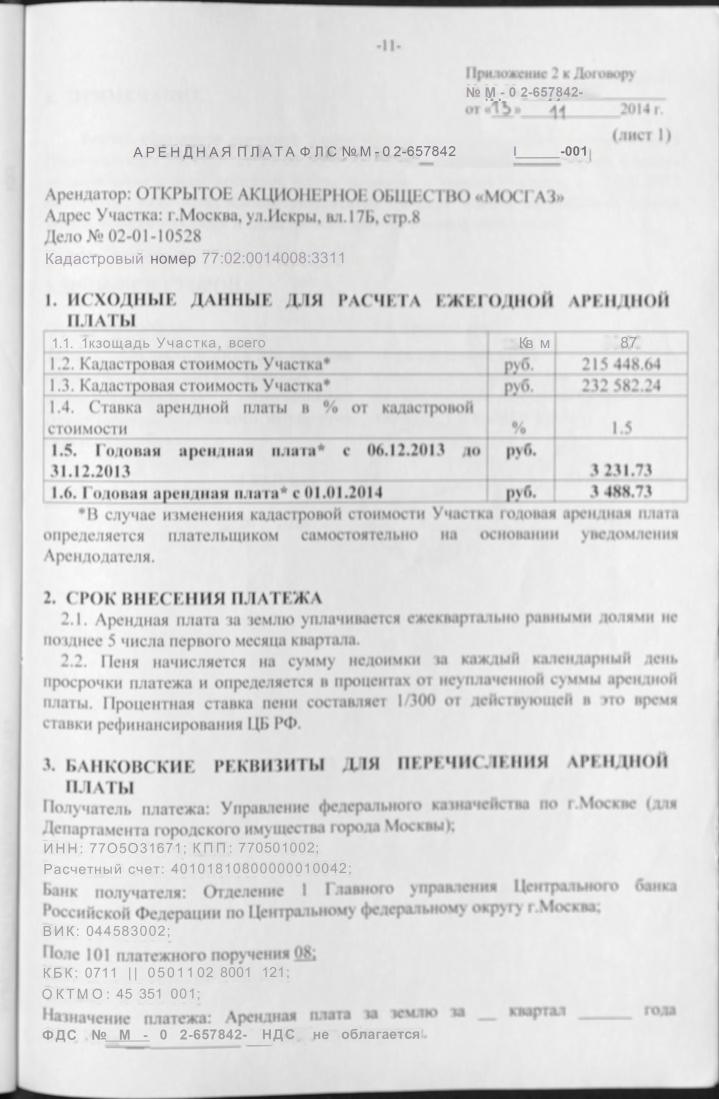 -11-
Приложение 2 к Договору
№ М - 0 2-657842-
от «13» 11 2014 г.
(лист 1)
АРЕНДНАЯ ПЛАТА ФЛС №М-02-657842 -001
Арендатор: ОТКРЫТОЕ АКЦИОНЕРНОЕ ОБЩЕСТВО «МОСГАЗ»
Адрес Участка: г.Москва, ул.Искры, вл.17Б, стр.8
Дело № 02-01-10528
Кадастровый номер 77:02:0014008:3311
1. ИСХОДНЫЕ ДАННЫЕ ДЛЯ РАСЧЕТА ЕЖЕГОДНОЙ АРЕНДНОЙ
ПЛАТЫ
1.1. 1кзощадь Участка, всего Кв м 87
1.2. Кадастровая стоимость Участка* руб. 215 448.64
1.3. Кадастровая стоимость Участка* руб. 232 582.24
1.4. Ставка арендной платы в % от кадастровой
стоимости % 1.5
1.5. Годовая арендная плата* с 06.12.2013 до руб.
31.12.2013 3 231.73
1.6. Годовая арендная плата* с 01.01.2014 руб. 3 488.73
*В случае изменения кадастровой стоимости Участка годовая арендная плата
определяется плательщиком самостоятельно на основании уведомления
Арендодателя.
2. СРОК ВНЕСЕНИЯ ПЛАТЕЖА
2.1. Арендная плата за землю уплачивается ежеквартально равными долями не
позднее 5 числа первого месяца квартала.
2.2. Пеня начисляется на сумму недоимки за каждый календарный день
просрочки платежа и определяется в процентах от неуплаченной суммы арендной
платы. Процентная ставка пени составляет 1/300 от действующей в это время
ставки рефинансирования ЦБ РФ.
3. БАНКОВСКИЕ РЕКВИЗИТЫ ДЛЯ ПЕРЕЧИСЛЕНИЯ АРЕНДНОЙ
ПЛАТЫ
Получатель платежа: Управление федерального казначейства по г.Москве (для
Департамента городского имущества города Москвы);
ИНН: 77О5О31671; КПП: 770501002;
Расчетный счет: 40101810800000010042;
Банк получателя: Отделение 1 Главного управления Центрального банка
Российской Федерации по Центральному федеральному округу г.Москва;
ВИК: 044583002;
Поле 101 платежного поручения 08;
КБК: 0711 || 0501102 8001 121;
ОКТМО: 45 351 001;
Назначение платежа: Арендная плата за землю за __ квартал ______ года
ФДС № М - 0 2-657842- НДС не облагается